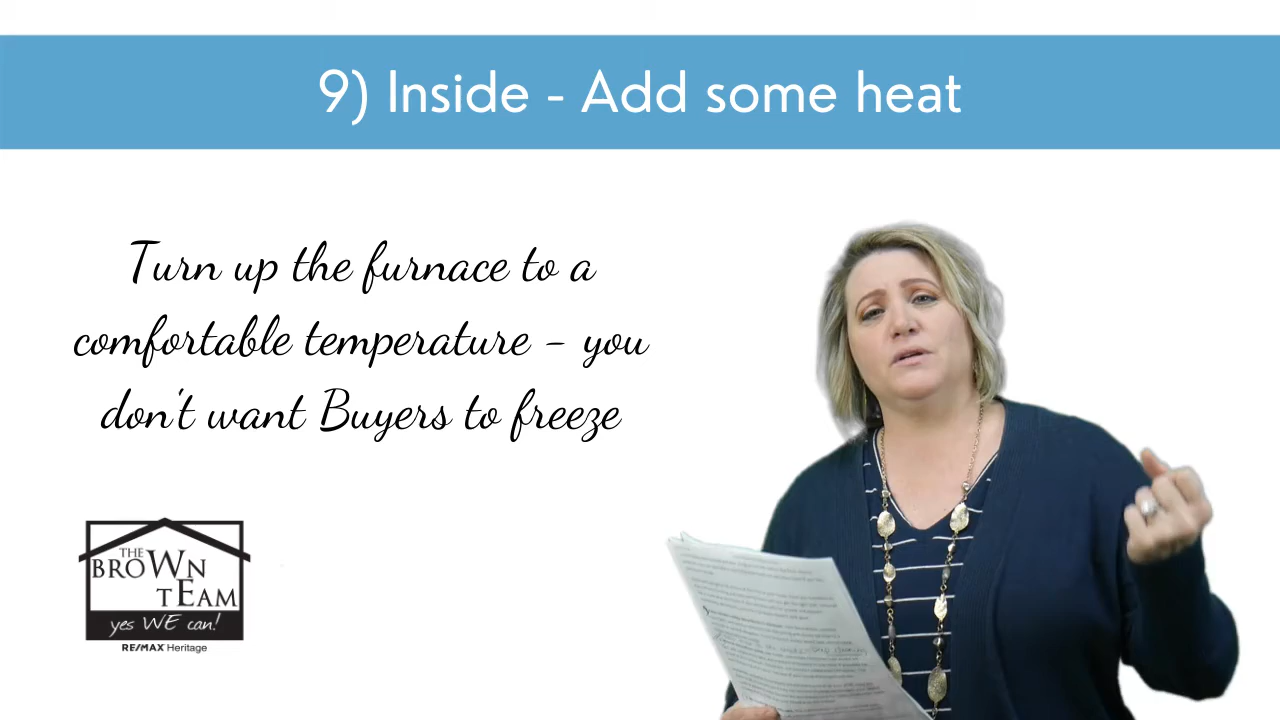 9) Inside - Add some heat
Turn up the furnace to a
comfortable temperature - you
don't want Buyers to freeze
THE
BROWN
TEAM
yes WE can!
RE/MAX Heritage